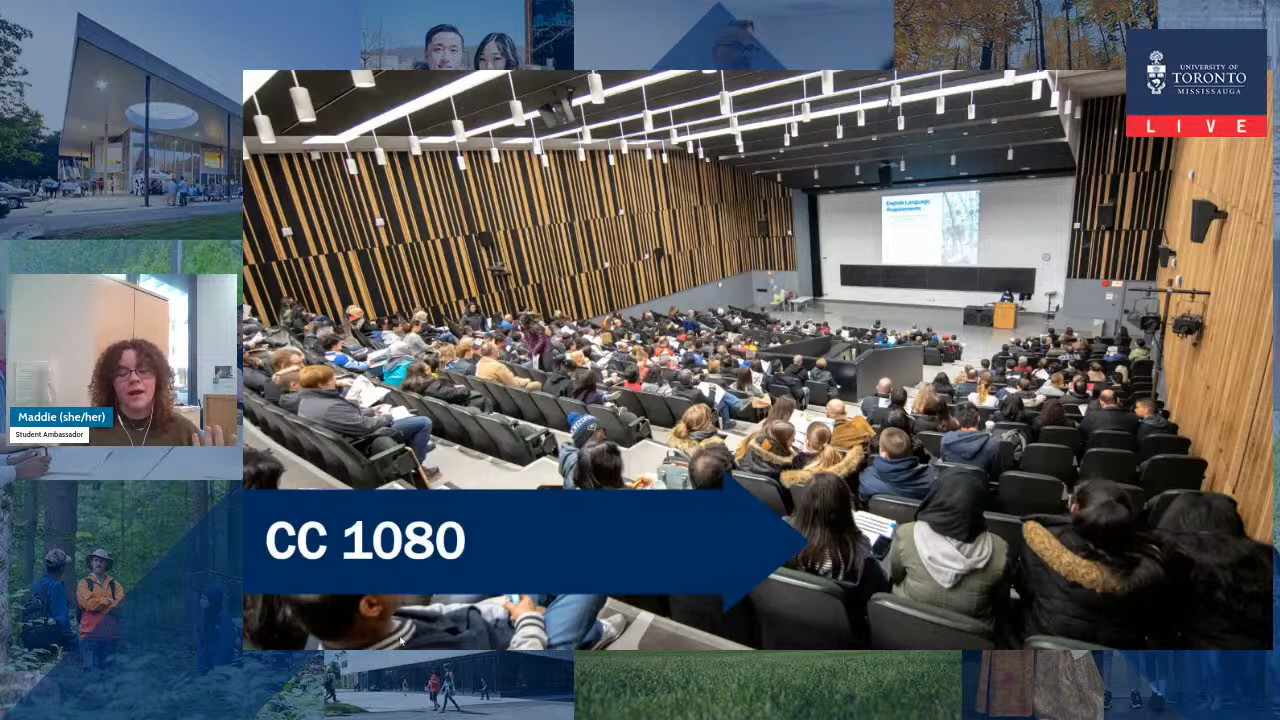 UNIVERSITY OF
TORONTO
MISSISSAUGA
LIVE
English Language
Requirements
Maddie (she/her)
Student Ambassador
CC 1080